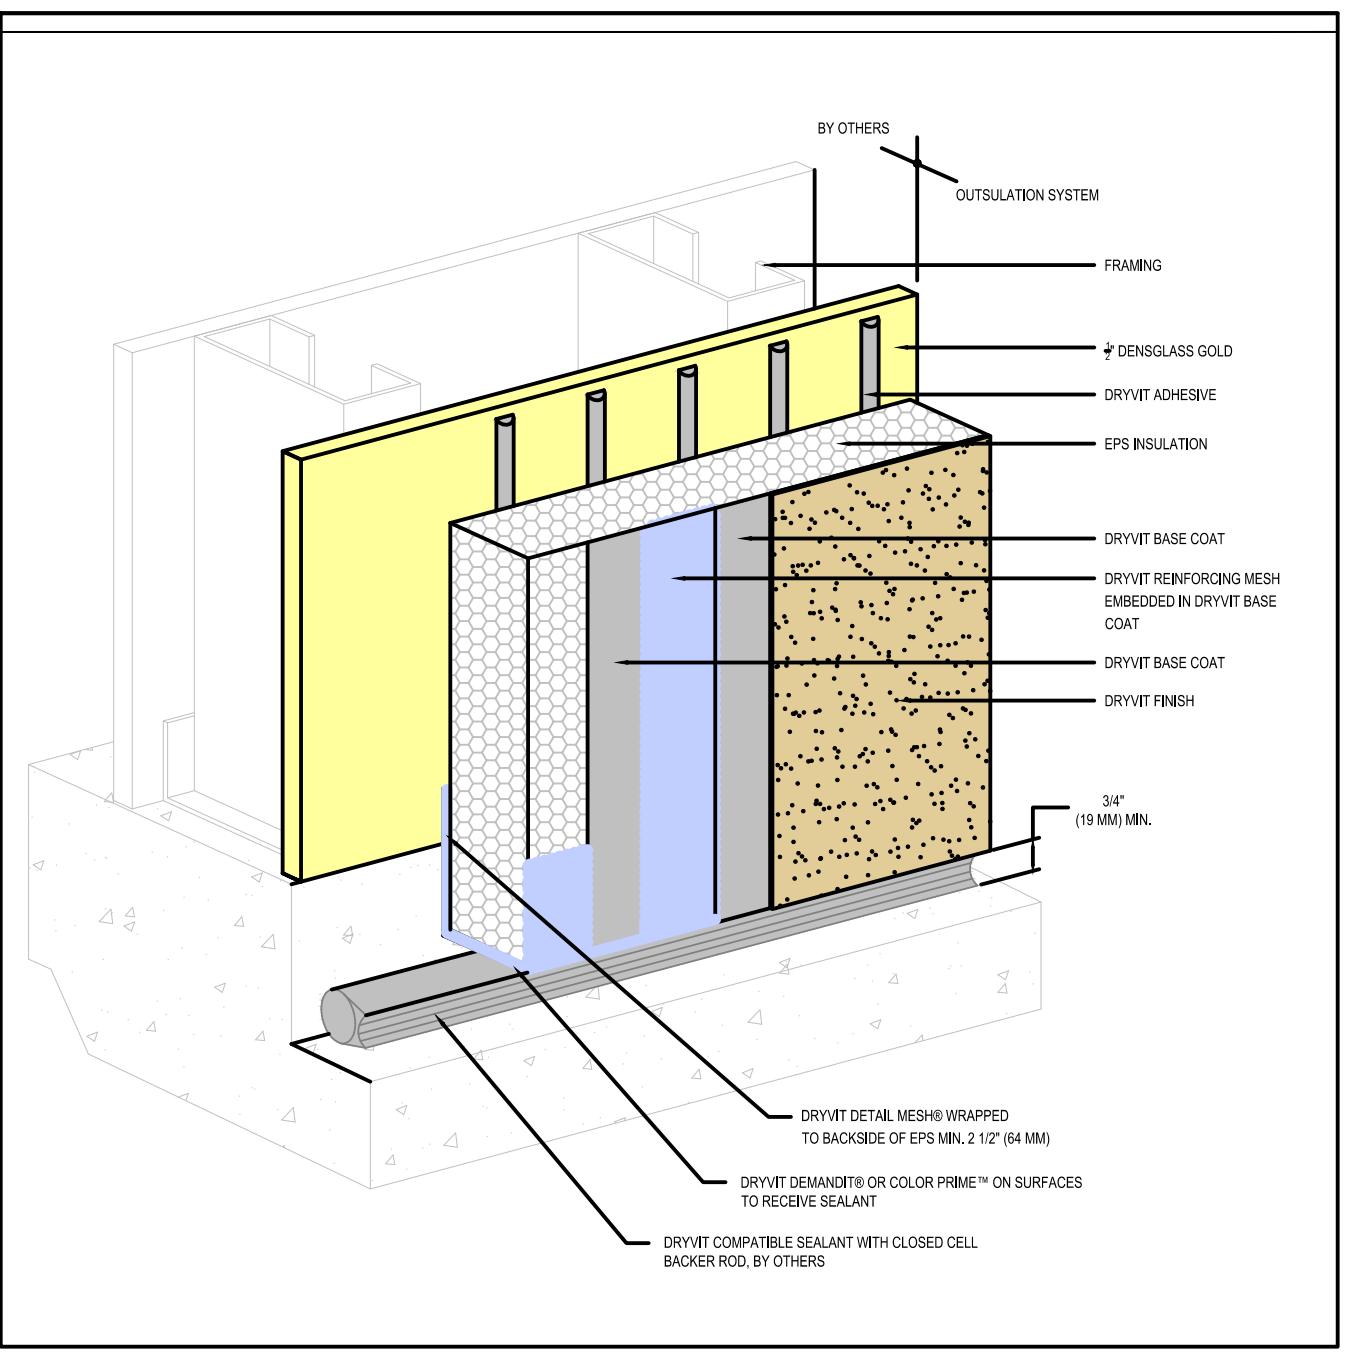 BY OTHERS
OUTSULATION SYSTEM
FRAMING
1/2" DENSGLASS GOLD
DRYVIT ADHESIVE
EPS INSULATION
DRYVIT BASE COAT
DRYVIT REINFORCING MESH
EMBEDDED IN DRYVIT BASE
COAT
DRYVIT BASE COAT
DRYVIT FINISH
3/4"
(19 MM) MIN.
DRYVIT DETAIL MESH® WRAPPED
TO BACKSIDE OF EPS MIN. 2 1/2" (64 MM)
DRYVIT DEMANDIT® OR COLOR PRIME™ ON SURFACES
TO RECEIVE SEALANT
DRYVIT COMPATIBLE SEALANT WITH CLOSED CELL
BACKER ROD, BY OTHERS